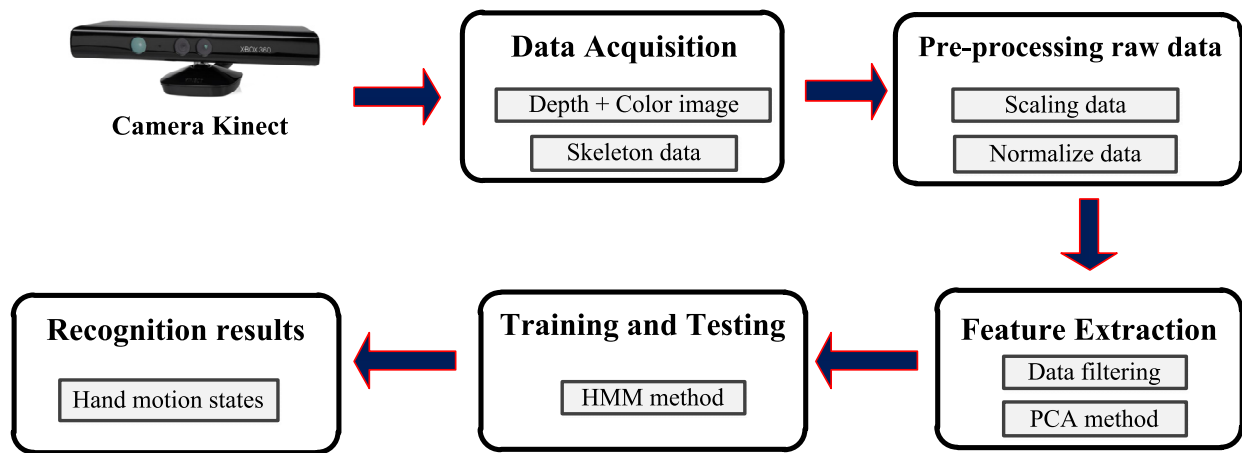 XBOX 360
Camera Kinect
Data Acquisition
Depth + Color image
Skeleton data
Pre-processing raw data
Scaling data
Normalize data
Feature Extraction
Data filtering
PCA method
Training and Testing
HMM method
Recognition results
Hand motion states